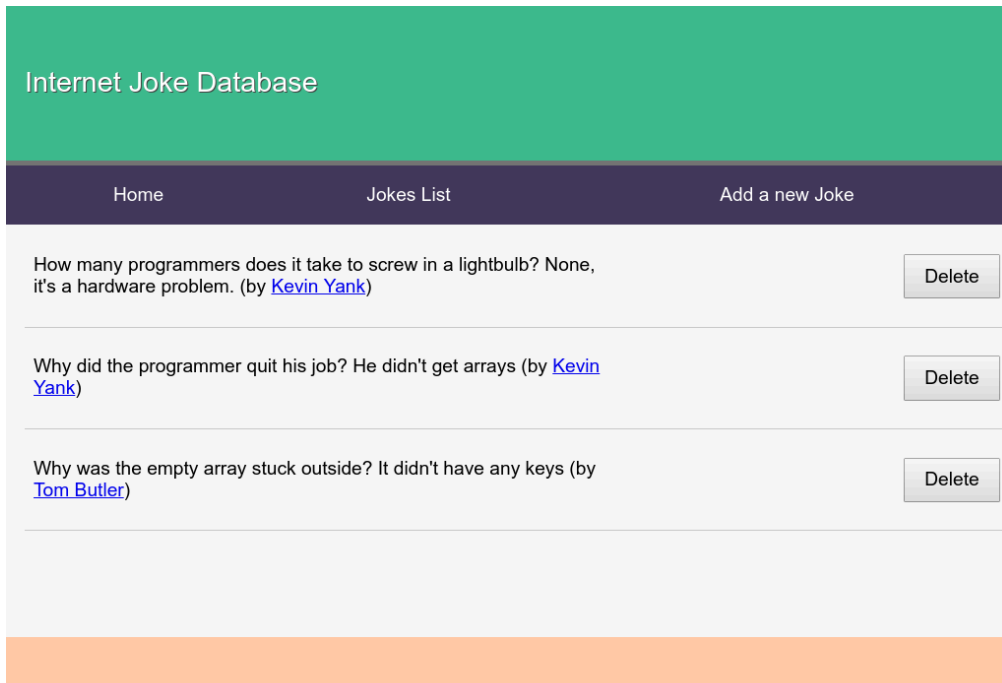 Internet Joke Database
Home Jokes List Add a new Joke
How many programmers does it take to screw in a lightbulb? None,
it's a hardware problem. (by Kevin Yank)
Delete
Why did the programmer quit his job? He didn't get arrays (by Kevin
Yank)
Delete
Why was the empty array stuck outside? It didn't have any keys (by
Tom Butler)
Delete